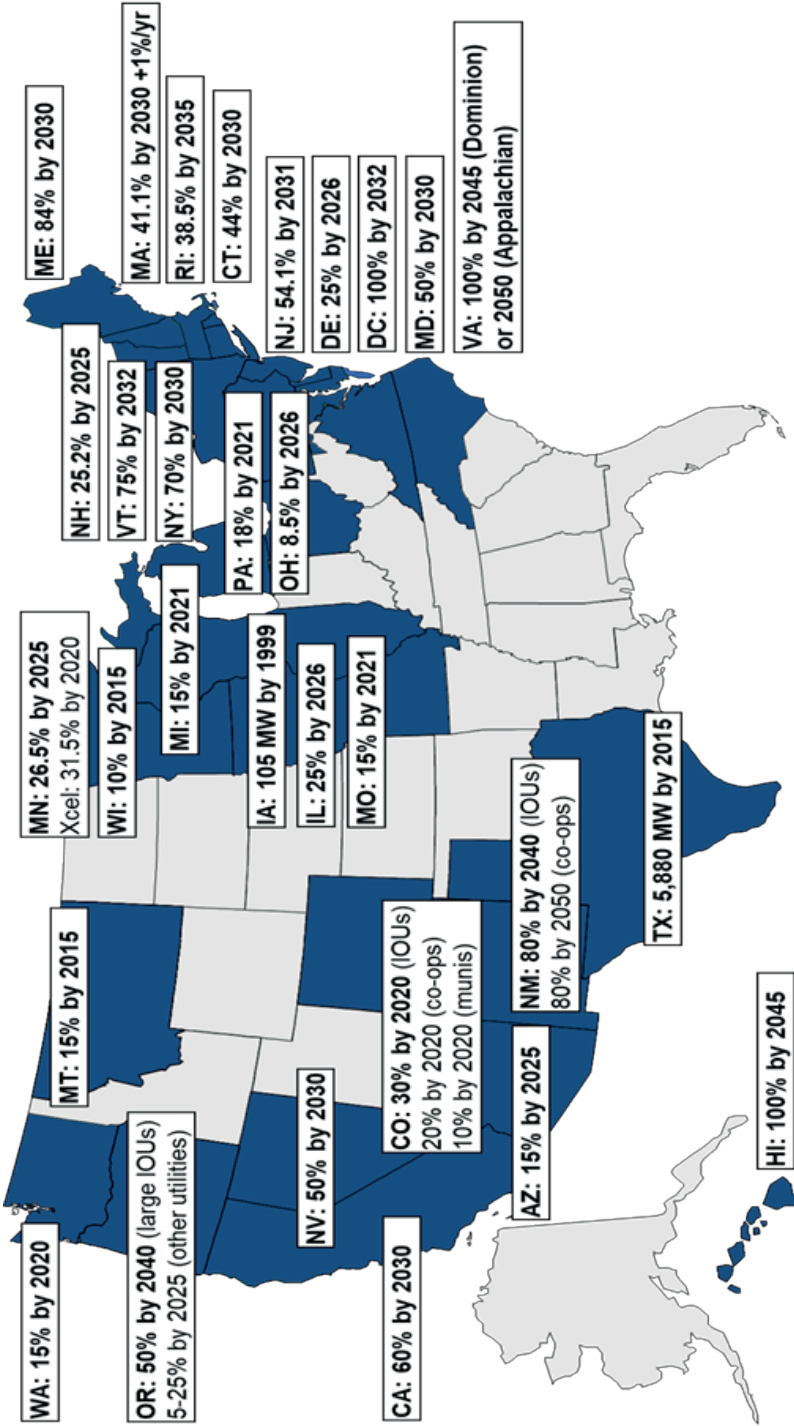 WA: 15% by 2020
OR: 50% by 2040 (large IOUs)
5-25% by 2025 (other utilities)
CA: 60% by 2030
MT: 15% by 2015
NV: 50% by 2030
CO: 30% by 2020 (IOUs)
20% by 2020 (co-ops)
10% by 2020 (munis)
AZ: 15% by 2025
NM: 80% by 2040 (IOUs)
80% by 2050 (co-ops)
HI: 100% by 2045
TX: 5,880 MW by 2015
MN: 26.5% by 2025
Xcel: 31.5% by 2020
WI: 10% by 2015
MI: 15% by 2021
IA: 105 MW by 1999
IL: 25% by 2026
MO: 15% by 2021
NH: 25.2% by 2025
VT: 75% by 2032
NY: 70% by 2030
PA: 18% by 2021
OH: 8.5% by 2026
ME: 84% by 2030
MA: 41.1% by 2030 +1%/yr
RI: 38.5% by 2035
CT: 44% by 2030
NJ: 54.1% by 2031
DE: 25% by 2026
DC: 100% by 2032
MD: 50% by 2030
VA: 100% by 2045 (Dominion)
or 2050 (Appalachian)